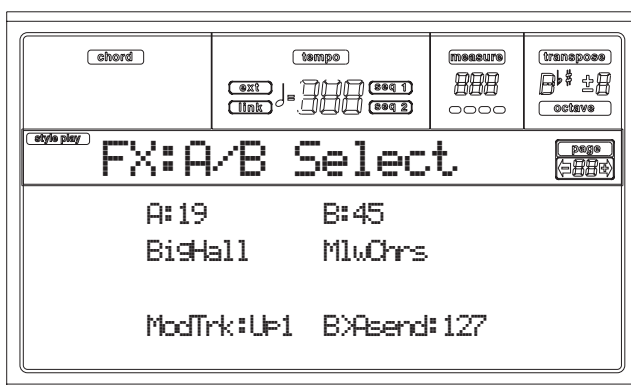 chord
tempo
measure
transpose
ext
seq 1
link
seq 2
octave
style play
FX:A/B Select
page
A:19 B:45
BigHall MlwChrs
ModTrk:Up1 B>Asend:127